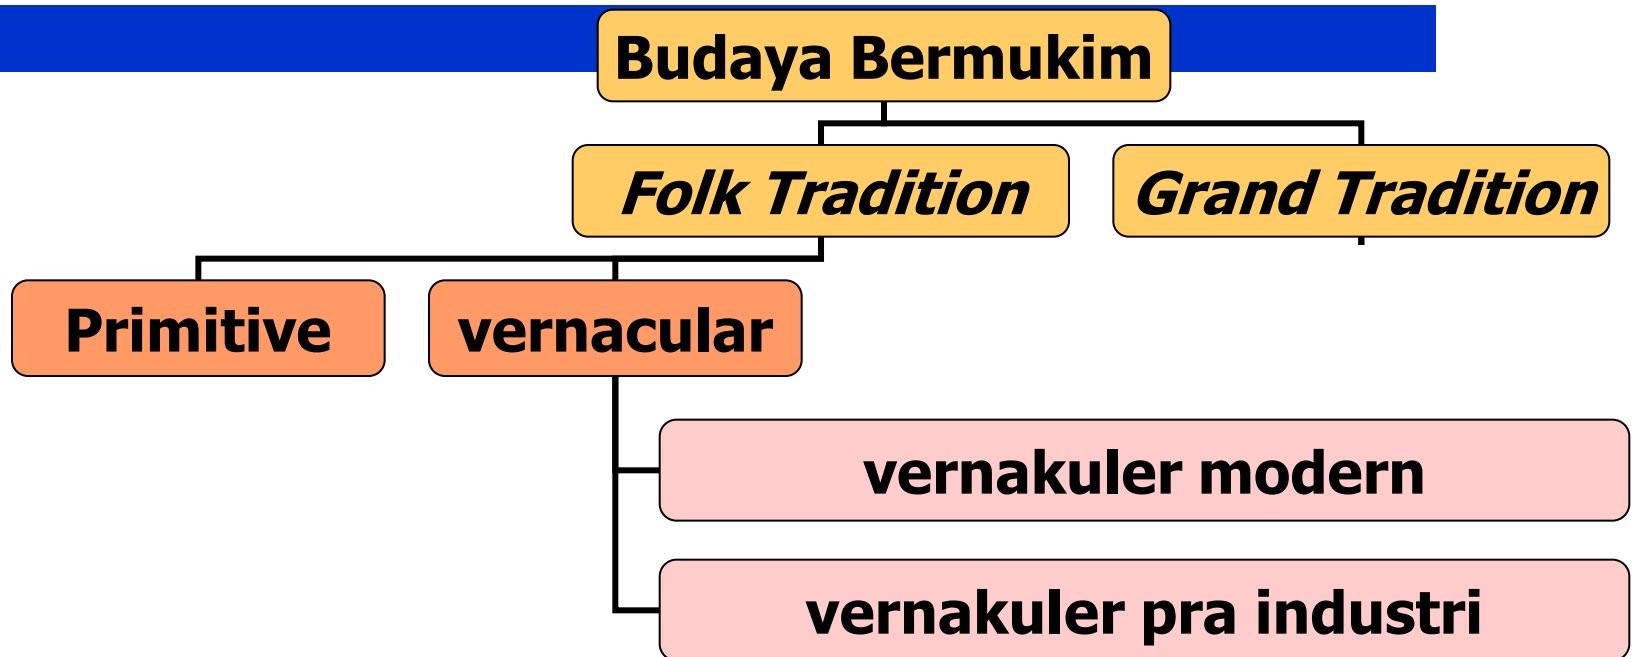 Budaya Bermukim
Folk Tradition
Grand Tradition
Primitive
vernacular
vernakuler modern
vernakuler pra industri